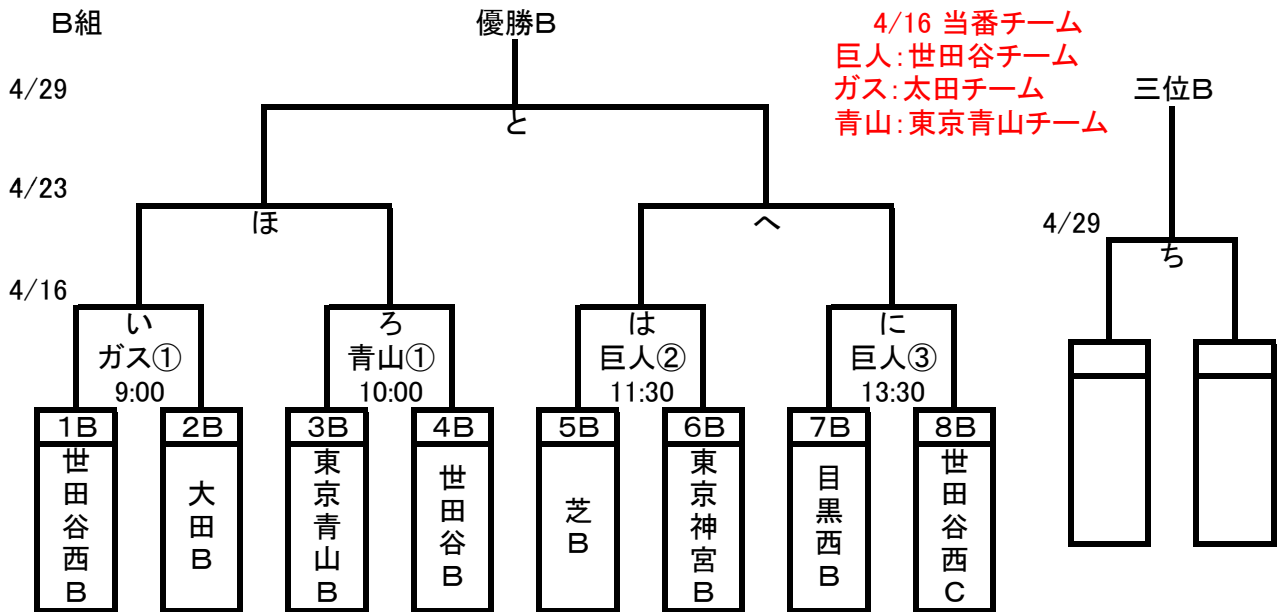 B組
優勝B
4/16 当番チーム
巨人：世田谷チーム
ガス：太田チーム
青山：東京青山チーム
4/29
三位B
と
4/23
ほ
へ
4/29
ち
4/16
い
ガス①
9:00
ろ
青山①
10:00
は
巨人②
11:30
に
巨人③
13:30
1B
2B
3B
4B
5B
6B
7B
8B
世田谷西B
大田B
東京青山B
世田谷B
芝B
東京神宮B
目黒西B
世田谷西C